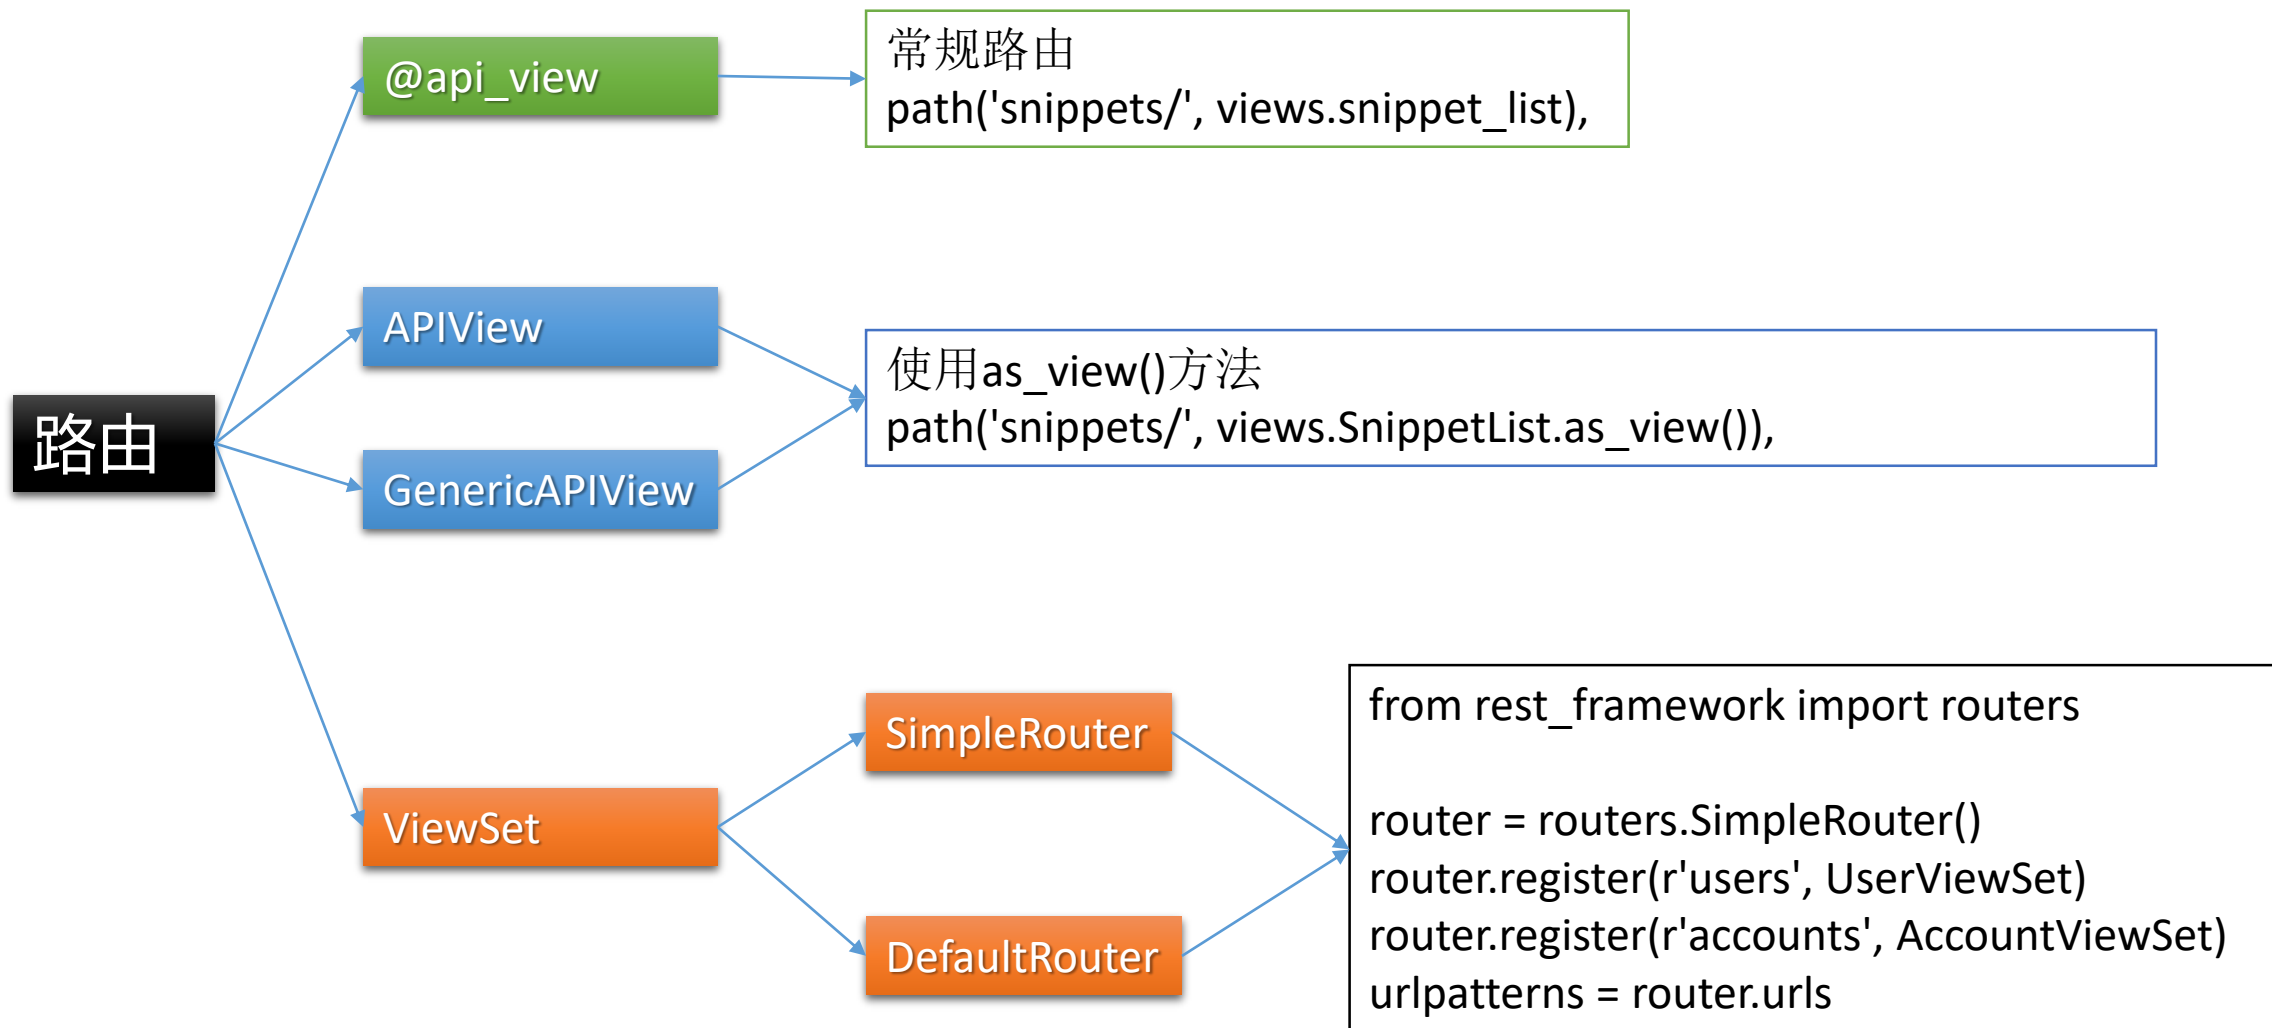 路由
@api_view
常规路由
path('snippets/', views.snippet_list),
APIView
GenericAPIView
使用as_view()方法
path('snippets/', views.SnippetList.as_view()),
ViewSet
SimpleRouter
DefaultRouter
from rest_framework import routers
router = routers.SimpleRouter()
router.register(r'users', UserViewSet)
router.register(r'accounts', AccountViewSet)
urlpatterns = router.urls